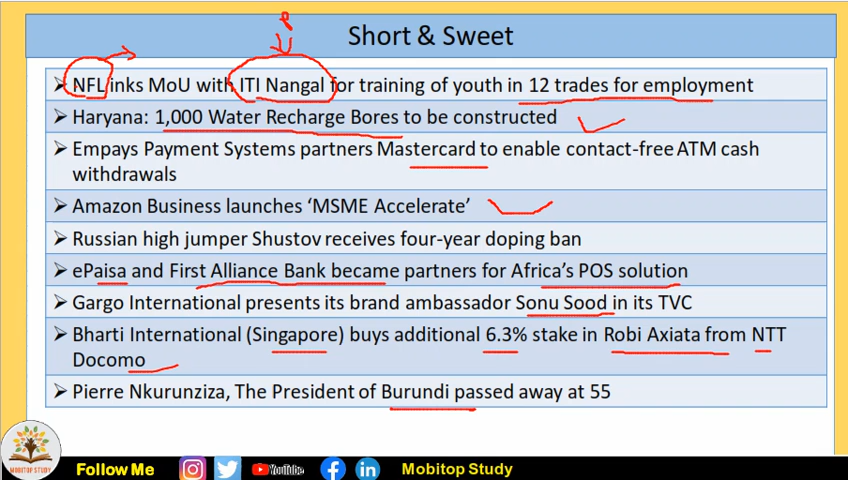 P
Short & Sweet
NFL inks MoU with ITI Nangal for training of youth in 12 trades for employment
Haryana: 1,000 Water Recharge Bores to be constructed
Empays Payment Systems partners Mastercard to enable contact-free ATM cash
withdrawals
Amazon Business launches ‘MSME Accelerate’
Russian high jumper Shustov receives four-year doping ban
ePaisa and First Alliance Bank became partners for Africa’s POS solution
Gargo International presents its brand ambassador Sonu Sood in its TVC
Bharti International (Singapore) buys additional 6.3% stake in Robi Axiata from NTT
Docomo
Pierre Nkurunziza, The President of Burundi passed away at 55
MOBITOP STUDY
Follow Me YouTube Mobitop Study